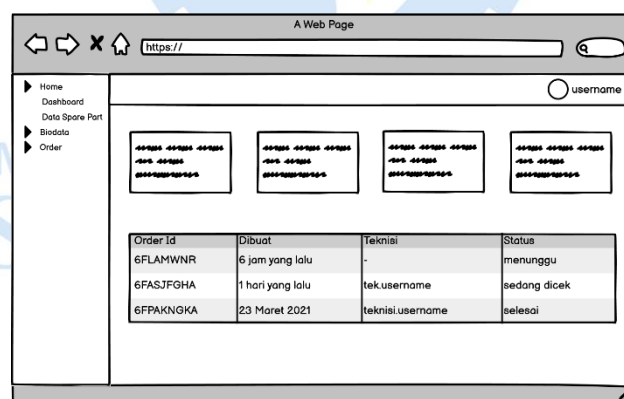 A Web Page
https://
username
Home
Dashboard
Data Spare Part
Biodata
Order
Order Id Dibuat Teknisi Status
6FLAMWNR 6 jam yang lalu - menunggu
6FASJFGHA 1 hari yang lalu tek.username sedang dicek
6FPAKNGKA 23 Maret 2021 teknisi.username selesai